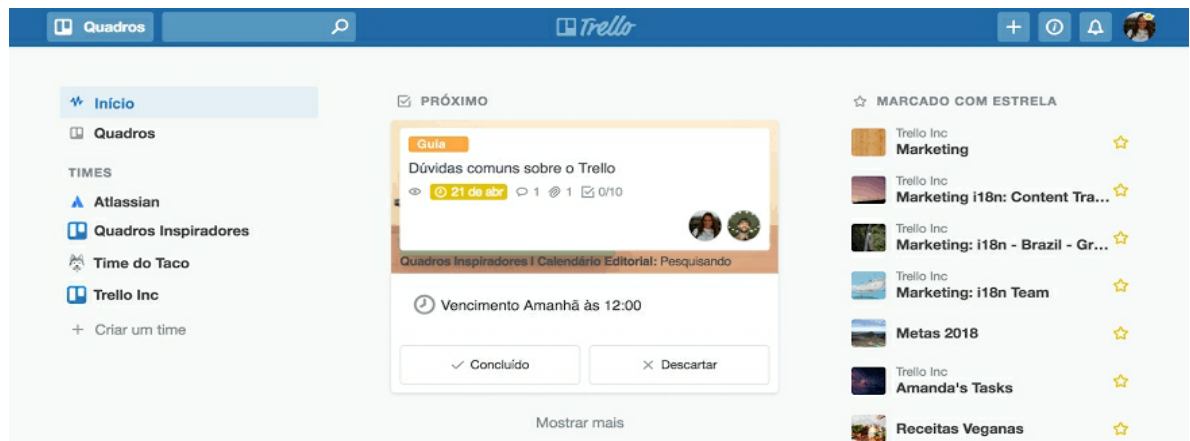 Quadros
Trello
Início
Quadros
TIMES
Atlassian
Quadros Inspiradores
Time do Taco
Trello Inc
+ Criar um time
PRÓXIMO
Guia
Dúvidas comuns sobre o Trello
21 de abr 1 1 0/10
Quadros Inspiradores | Calendário Editorial: Pesquisando
Vencimento Amanhã às 12:00
Concluído
Descartar
Mostrar mais
MARCADO COM ESTRELA
Trello Inc
Marketing
Trello Inc
Marketing i18n: Content Tra...
Trello Inc
Marketing: i18n - Brazil - Gr...
Trello Inc
Marketing: i18n Team
Metas 2018
Trello Inc
Amanda's Tasks
Receitas Veganas